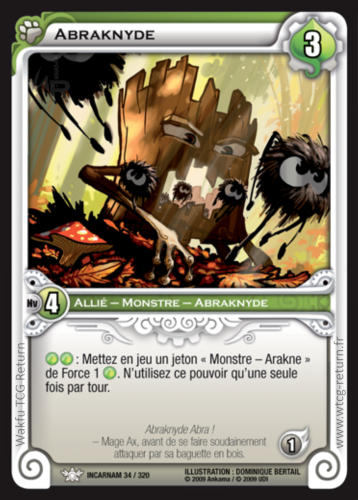 ABRAKNYDE
3
Nv 4
ALLIÉ – MONSTRE – ABRAKNYDE
: Mettez en jeu un jeton « Monstre – Arakne »
de Force 1 . N'utilisez ce pouvoir qu'une seule
fois par tour.
Abraknyde Abra !
– Mage Ax, avant de se faire soudainement
attaquer par sa baguette en bois.
1
INCARNAM 34 / 320
ILLUSTRATION : DOMINIQUE BERTAIL
© 2009 Ankama / © 2009 UDI
Wakfu TCG Return
www.wtcg-return.fr